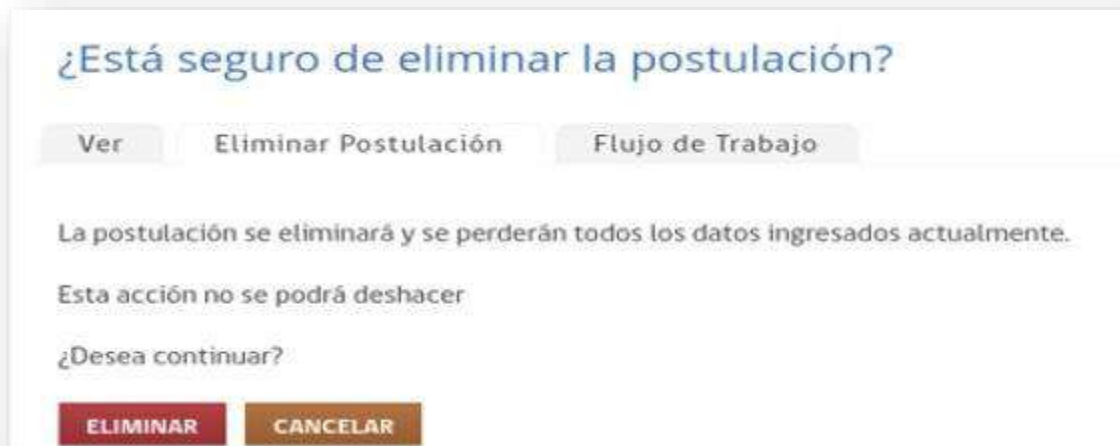 ¿Está seguro de eliminar la postulación?
Ver Eliminar Postulación Flujo de Trabajo
La postulación se eliminará y se perderán todos los datos ingresados actualmente.
Esta acción no se podrá deshacer
¿Desea continuar?
ELIMINAR CANCELAR